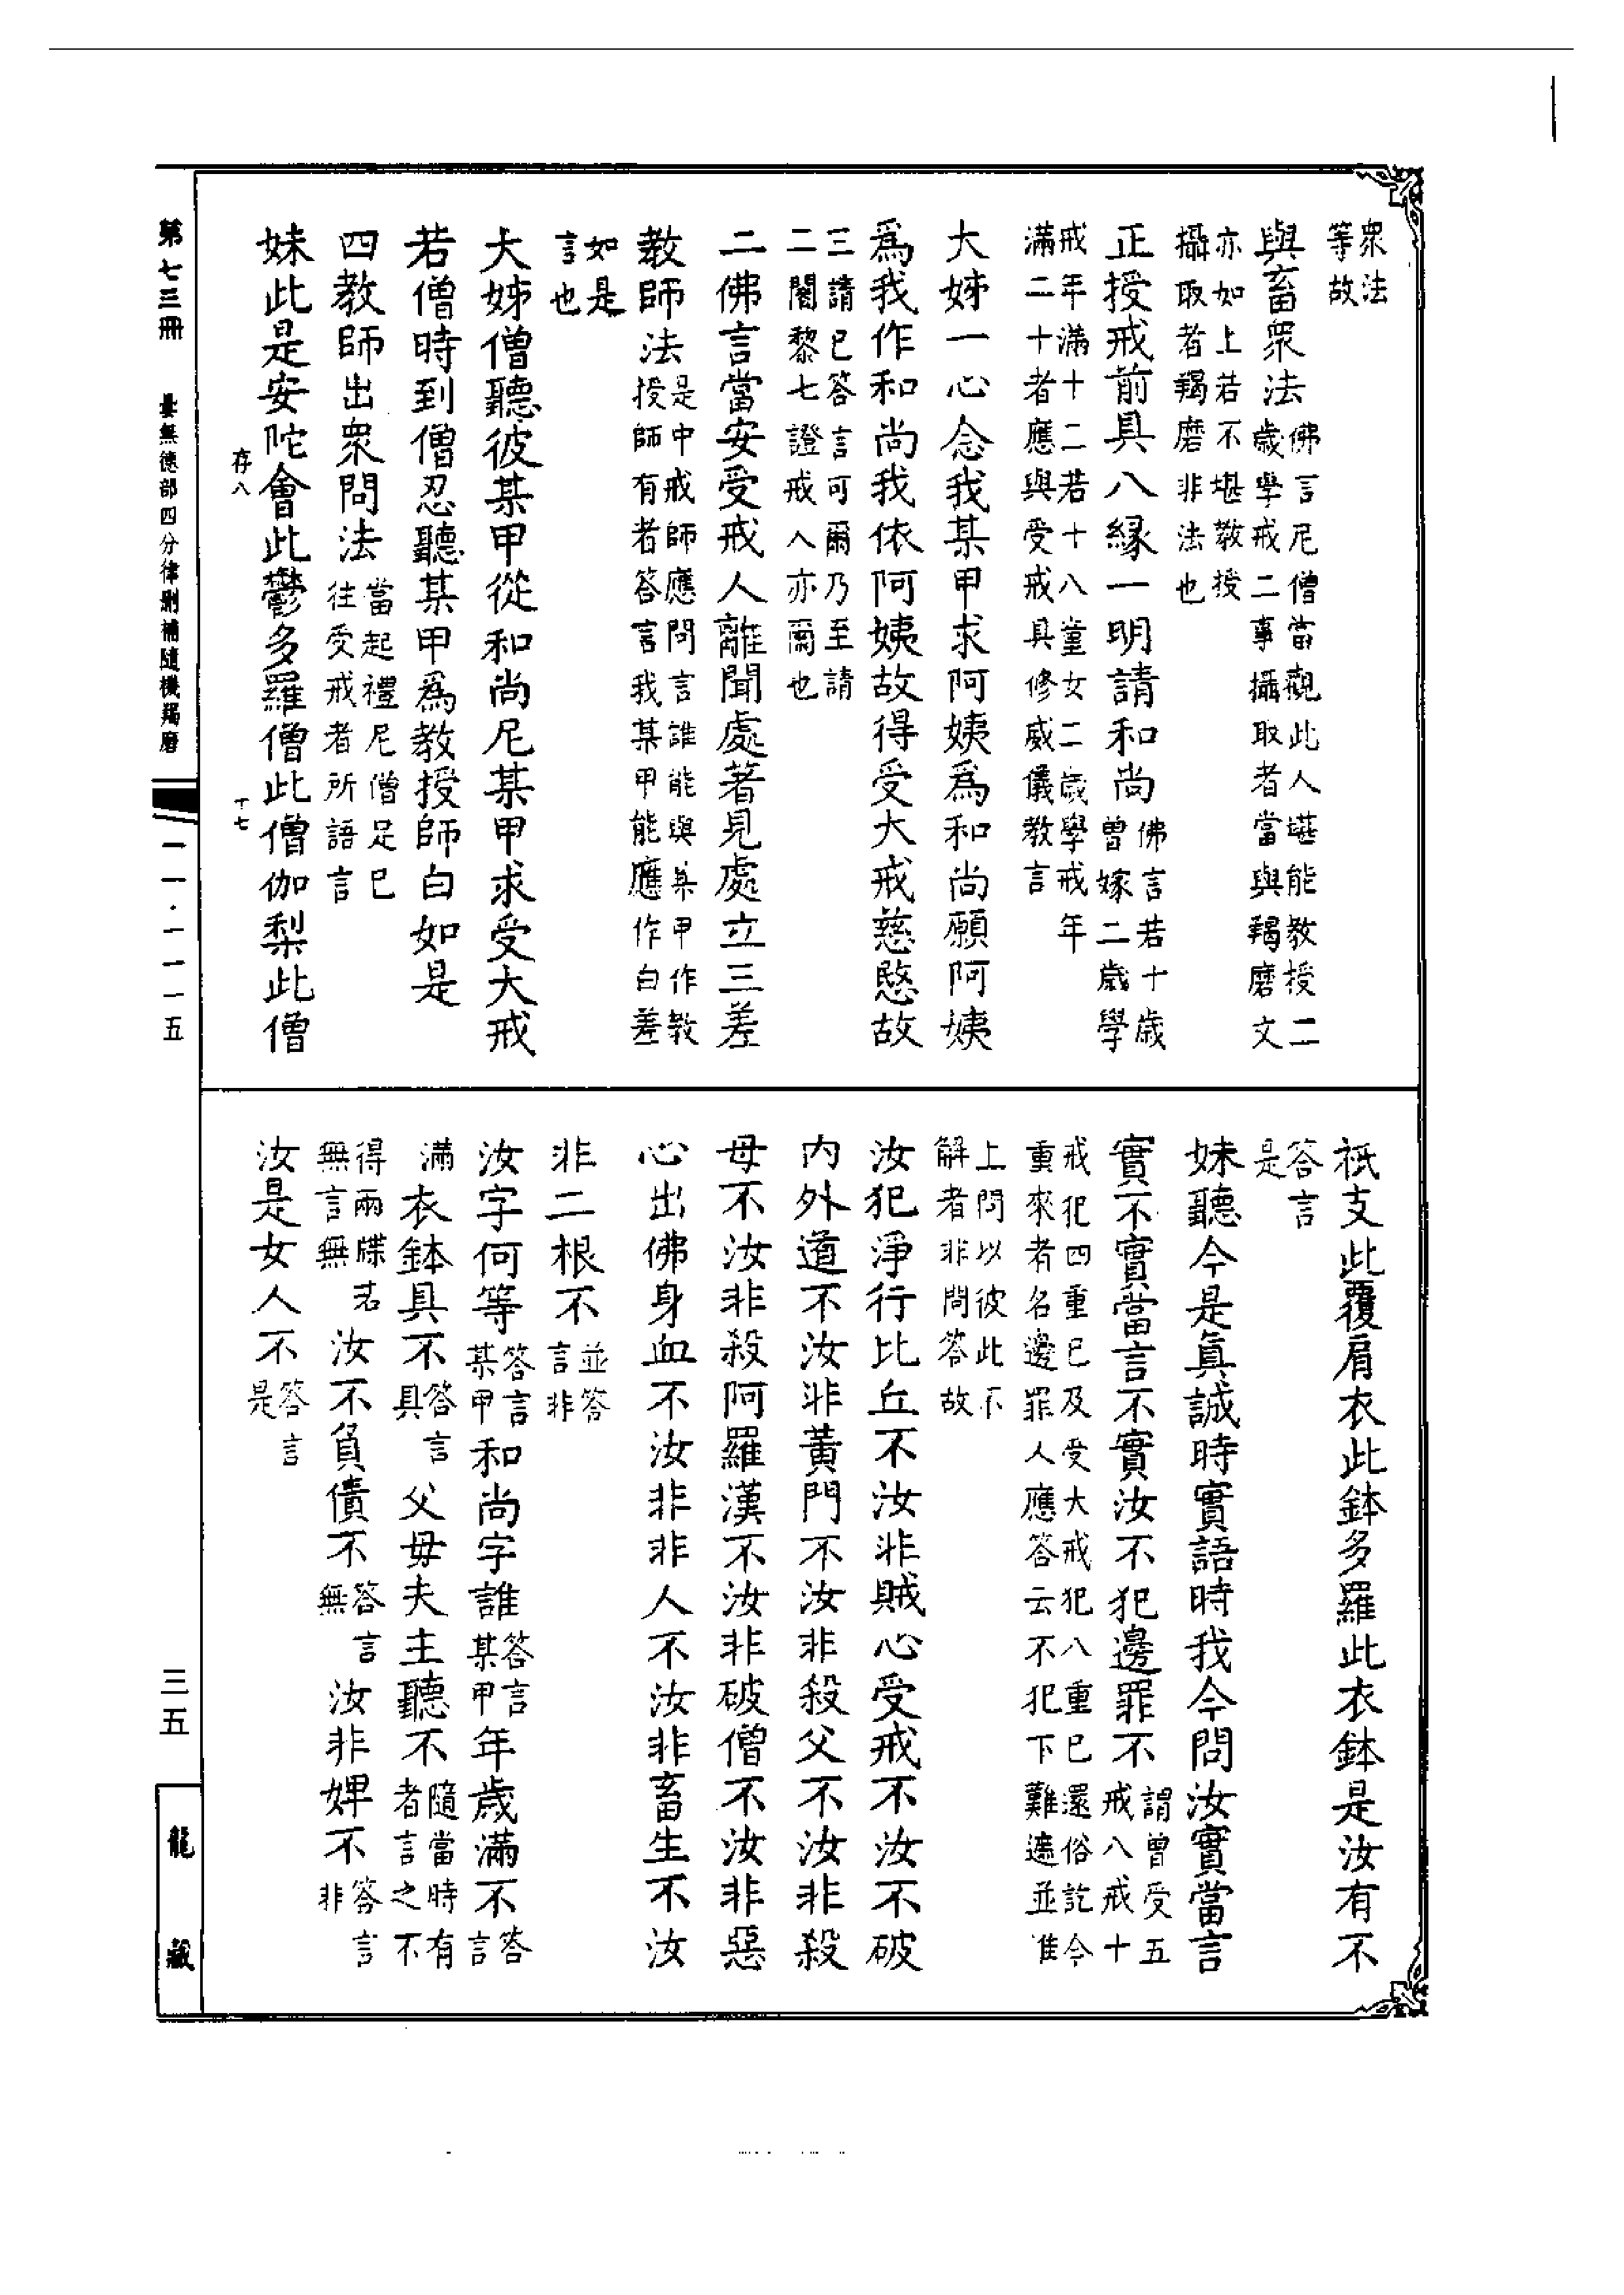 衆法
等故
與畜衆法佛言尼僧當觀此人堪能教授二
歲學戒二事攝取者當與羯磨文
亦如上若不堪教授
攝取者羯磨非法也
正授戒前具八緣一明請和尚佛言若十歲
曾嫁二歲學
戒年滿十二若十八童女二歲學戒年
滿二十者應與受戒具修威儀教言
大姊一心念我某甲求阿姨爲和尚願阿姨
爲我作和尚我依阿姨故得受大戒慈愍故
三請已答言可爾乃至請
二闍黎七證戒人亦爾也
二佛言當安受戒人離聞處著見處立三差
教師法是中戒師應問言誰能與某甲作教
授師有者答言我某甲能應作白差
如是
言也
大姊僧聽彼某甲從和尚尼某甲求受大戒
若僧時到僧忍聽某甲爲教授師白如是
四教師出衆問法當起禮尼僧足已
往受戒者所語言
妹此是安陀會此鬱多羅僧此僧伽梨此僧
祇支此覆肩衣此鉢多羅此衣鉢是汝有不
答言
是
妹聽今是眞誠時實語時我今問汝實當言
實不實當言不實汝不犯邊罪不謂曾受五
戒八戒十
戒犯四重已及受大戒犯八重已還俗訖今
重來者名邊罪人應答云不犯下難遮並准
上問以彼此不
解者非問答故
汝犯淨行比丘不汝非賊心受戒不汝不破
內外道不汝非黃門不汝非殺父不汝非殺
母不汝非殺阿羅漢不汝非破僧不汝非惡
心出佛身血不汝非非人不汝非畜生不汝
非二根不並答
言非
汝字何等答言
某甲和尚字誰答言
某甲年歲滿不答
言
滿衣鉢具不答言
具父母夫主聽不隨當時有
者言之不
得兩牒若
無言無汝不負債不答言
無汝非婢不答言
非
汝是女人不答言
是
第七三冊
曇無德部四分律刪補隨機羯磨
存八
十七
一一·一一一五
三五
龍藏